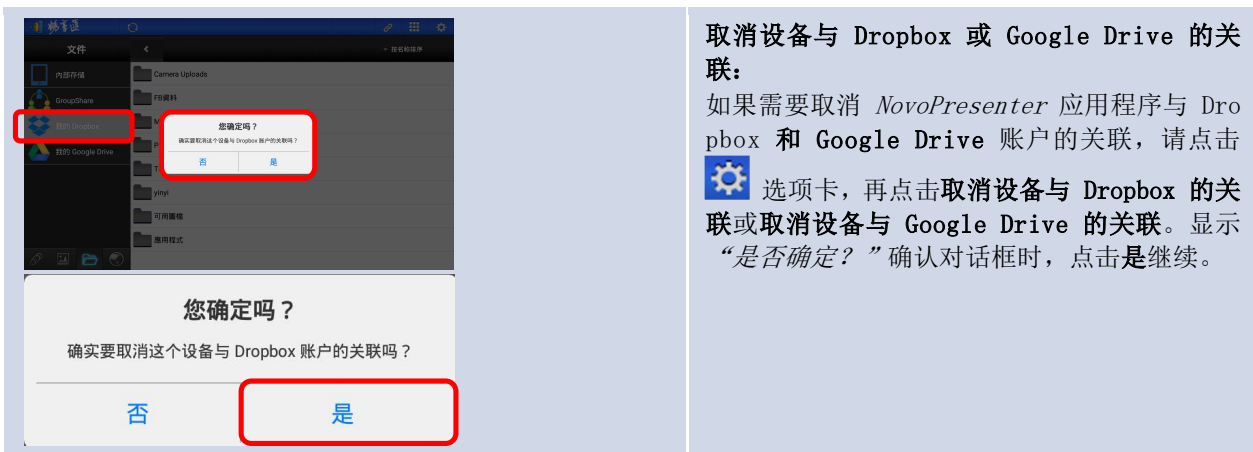 畅享派
文件
按名称排序
内部存储
Camera Uploads
GroupShare
FB資料
我的 Dropbox
M
我的 Google Drive
P
T
yinyi
可用圖檔
應用程式
您确定吗？
确实要取消这个设备与 Dropbox 账户的关联吗？
否
是
您确定吗？
确实要取消这个设备与 Dropbox 账户的关联吗？
否
是
取消设备与 Dropbox 或 Google Drive 的关
联：
如果需要取消 NovoPresenter 应用程序与 Dro
pbox 和 Google Drive 账户的关联，请点击
选项卡，再点击取消设备与 Dropbox 的关
联或取消设备与 Google Drive 的关联。显示
“是否确定？”确认对话框时，点击是继续。